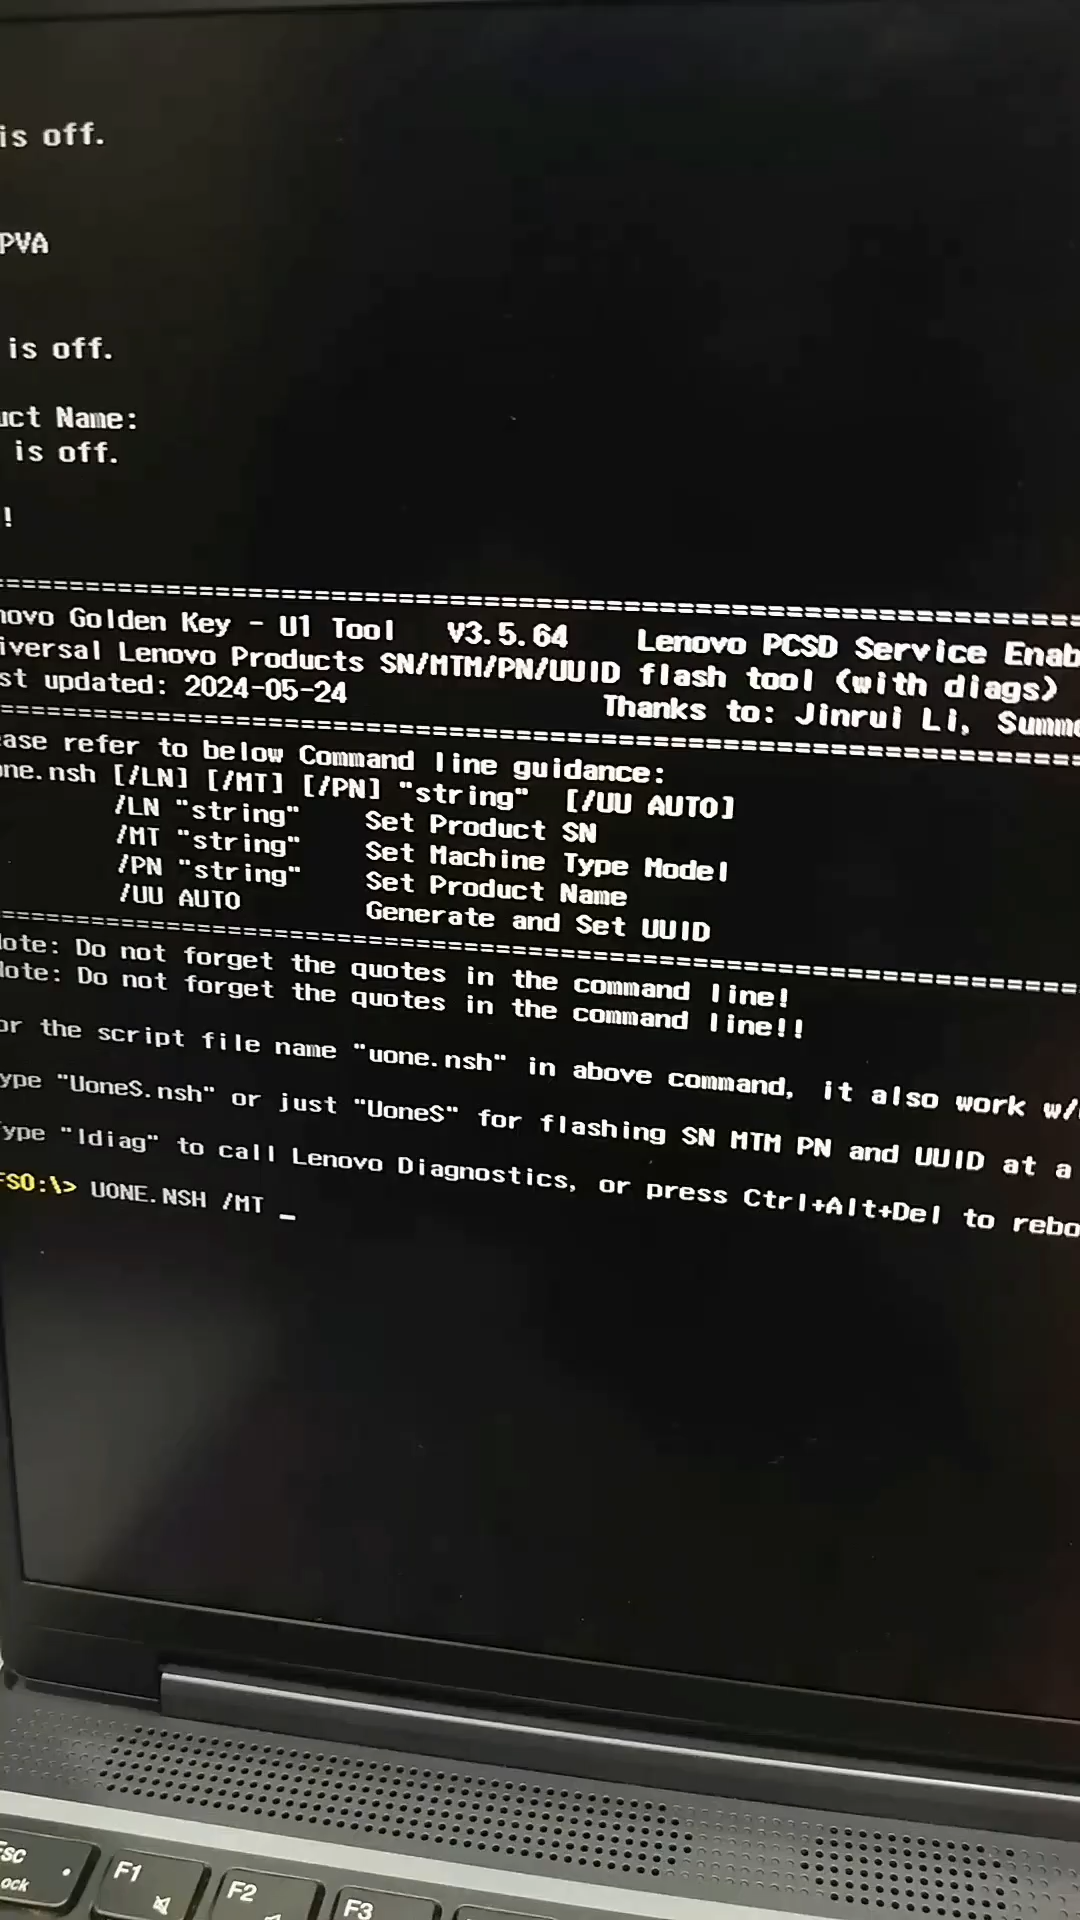 is off.
PVA
is off.
uct Name:
is off.
!
novo Golden Key - U1 Tool V3.5.64 Lenovo PCSD Service Enab
iversal Lenovo Products SN/MTM/PN/UUID flash tool (with diags)
st updated: 2024-05-24 Thanks to: Jinrui Li, Summe
ease refer to below Command line guidance:
one.nsh [/LN] [/MT] [/PN] "string" [/UU AUTO]
/LN "string" Set Product SN
/MT "string" Set Machine Type Model
/PN "string" Set Product Name
/UU AUTO Generate and Set UUID
Note: Do not forget the quotes in the command line!
Note: Do not forget the quotes in the command line!!
or the script file name "uone.nsh" in above command, it also work w/
ype "Uone$.nsh" or just "Uone$" for flashing SN MTM PN and UUID at a
ype "ldiag" to call Lenovo Diagnostics, or press Ctrl+Alt+Del to rebo
FS0:\> UONE.NSH /MT _
Esc
ock
F1
F2
F3